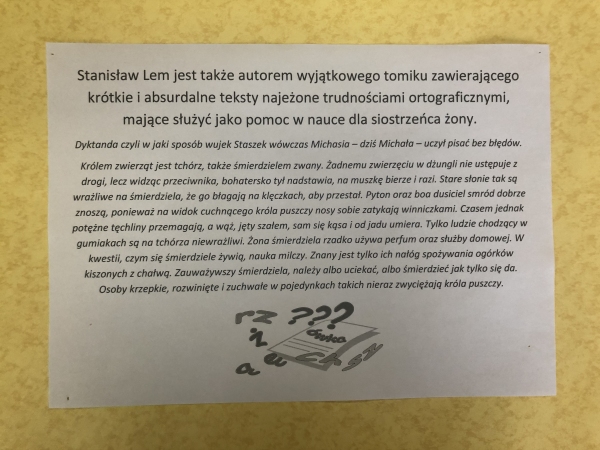 Stanisław Lem jest także autorem wyjątkowego tomiku zawierającego
krótkie i absurdalne teksty najeżone trudnościami ortograficznymi,
mające służyć jako pomoc w nauce dla siostrzeńca żony.
Dyktanda czyli w jaki sposób wujek Staszek wówczas Michasia – dziś Michała – uczył pisać bez błędów.
Królem zwierząt jest tchórz, także śmierdzielem zwany. Żadnemu zwierzęciu w dżungli nie ustępuje z
drogi, lecz widząc przeciwnika, bohatersko tył nadstawia, na muszkę bierze i razi. Stare słonie tak są
wrażliwe na śmierdziela, że go błagają na klęczkach, aby przestał. Pyton oraz boa dusiciel smród dobrze
znoszą, ponieważ na widok cuchnącego króla puszczy nosy sobie zatykają winniczkami. Czasem jednak
potężne tęchliny przemagają, a wąż, jęty szałem, sam się kąsa i od jadu umiera. Tylko ludzie chodzący w
gumiakach są na tchórza niewrażliwi. Żona śmierdziela rzadko używa perfum oraz służby domowej. W
kwestii, czym się śmierdziele żywią, nauka milczy. Znany jest tylko ich nałóg spożywania ogórków
kiszonych z chałwą. Zauważywszy śmierdziela, należy albo uciekać, albo śmierdzieć jak tylko się da.
Osoby krzepkie, rozwinięte i zuchwałe w pojedynkach takich nieraz zwyciężają króla puszczy.
rz ???
ó ch sz